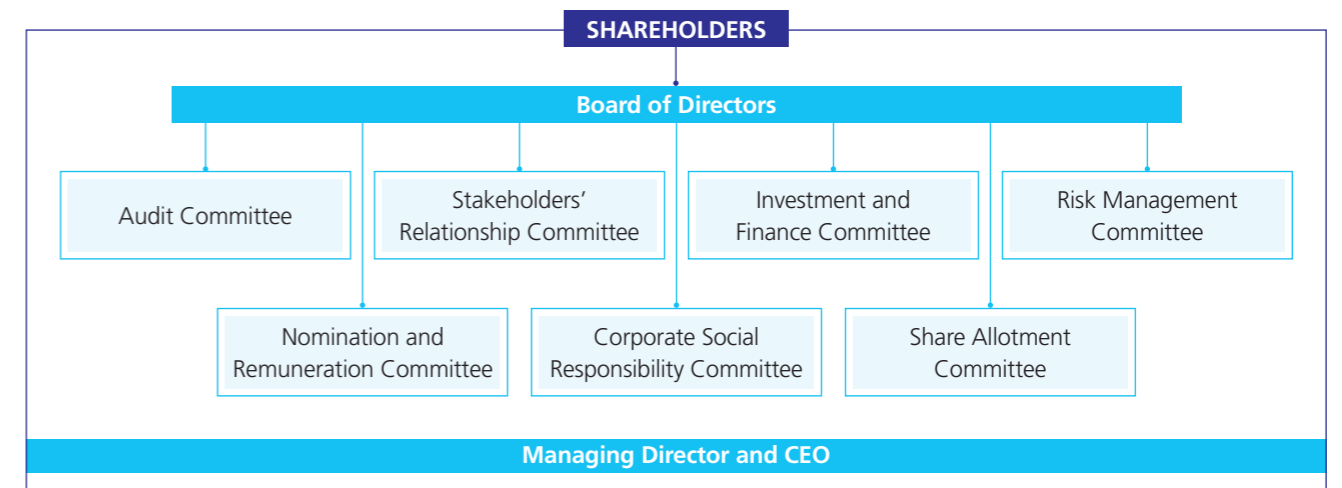 SHAREHOLDERS
Board of Directors
Audit Committee
Stakeholders’
Relationship Committee
Investment and
Finance Committee
Risk Management
Committee
Nomination and
Remuneration Committee
Corporate Social
Responsibility Committee
Share Allotment
Committee
Managing Director and CEO